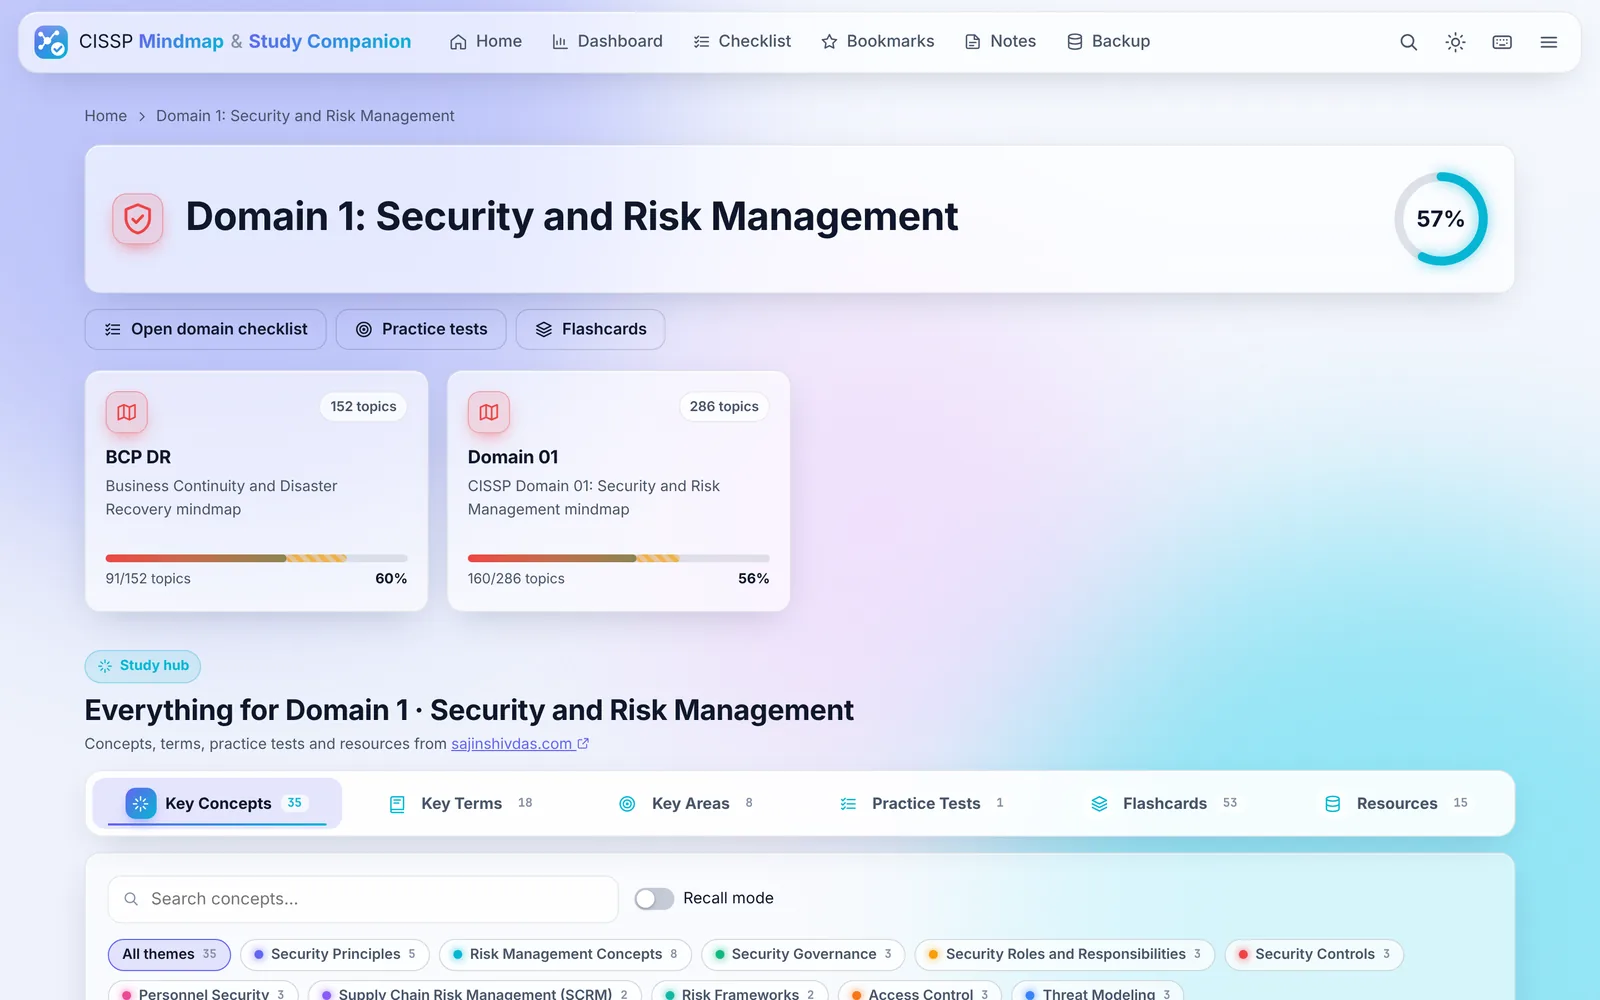 CISSP Mindmap & Study Companion
Home
Dashboard
Checklist
Bookmarks
Notes
Backup
Home > Domain 1: Security and Risk Management
Domain 1: Security and Risk Management
57%
Open domain checklist
Practice tests
Flashcards
152 topics
BCP DR
Business Continuity and Disaster
Recovery mindmap
91/152 topics
60%
286 topics
Domain 01
CISSP Domain 01: Security and Risk
Management mindmap
160/286 topics
56%
Study hub
Everything for Domain 1 · Security and Risk Management
Concepts, terms, practice tests and resources from sajinshivdas.com
Key Concepts 35
Key Terms 18
Key Areas 8
Practice Tests 1
Flashcards 53
Resources 15
Search concepts...
Recall mode
All themes 35
Security Principles 5
Risk Management Concepts 8
Security Governance 3
Security Roles and Responsibilities 3
Security Controls 3
Personnel Security 3
Supply Chain Risk Management (SCRM) 2
Risk Frameworks 2
Access Control 3
Threat Modeling 3